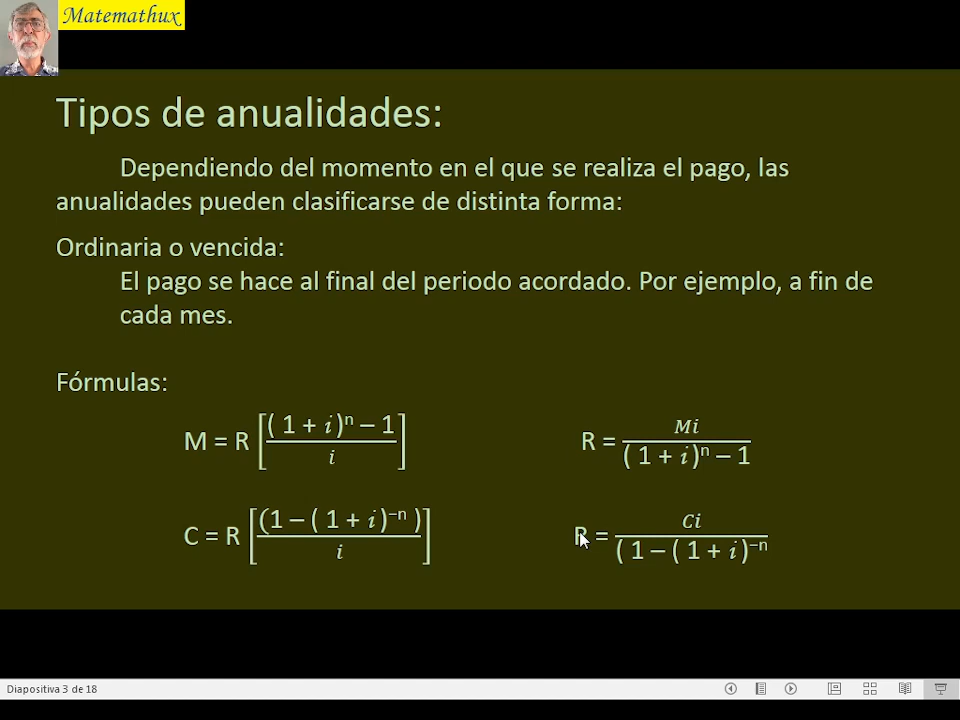 Matemathux
Tipos de anualidades:
Dependiendo del momento en el que se realiza el pago, las
anualidades pueden clasificarse de distinta forma:
Ordinaria o vencida:
El pago se hace al final del periodo acordado. Por ejemplo, a fin de
cada mes.
Fórmulas:
M = R [ ( 1 + i )ⁿ – 1 / i ]
R = Mi / ( 1 + i )ⁿ – 1
C = R [ (1 – ( 1 + i )⁻ⁿ ) / i ]
R = Ci / ( 1 – ( 1 + i )⁻ⁿ
Diapositiva 3 de 18